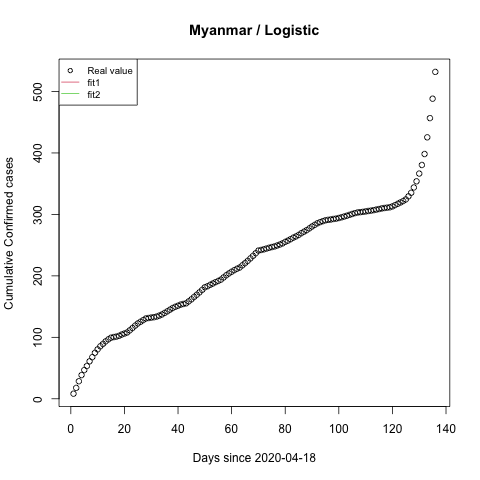 Myanmar / Logistic
Real value
fit1
fit2
Cumulative Confirmed cases
0 100 200 300 400 500
0 20 40 60 80 100 120 140
Days since 2020-04-18